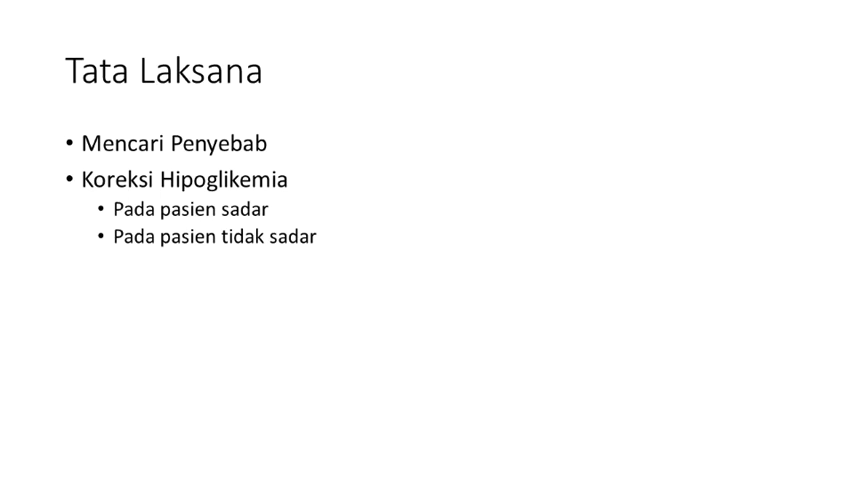 Tata Laksana
• Mencari Penyebab
• Koreksi Hipoglikemia
• Pada pasien sadar
• Pada pasien tidak sadar